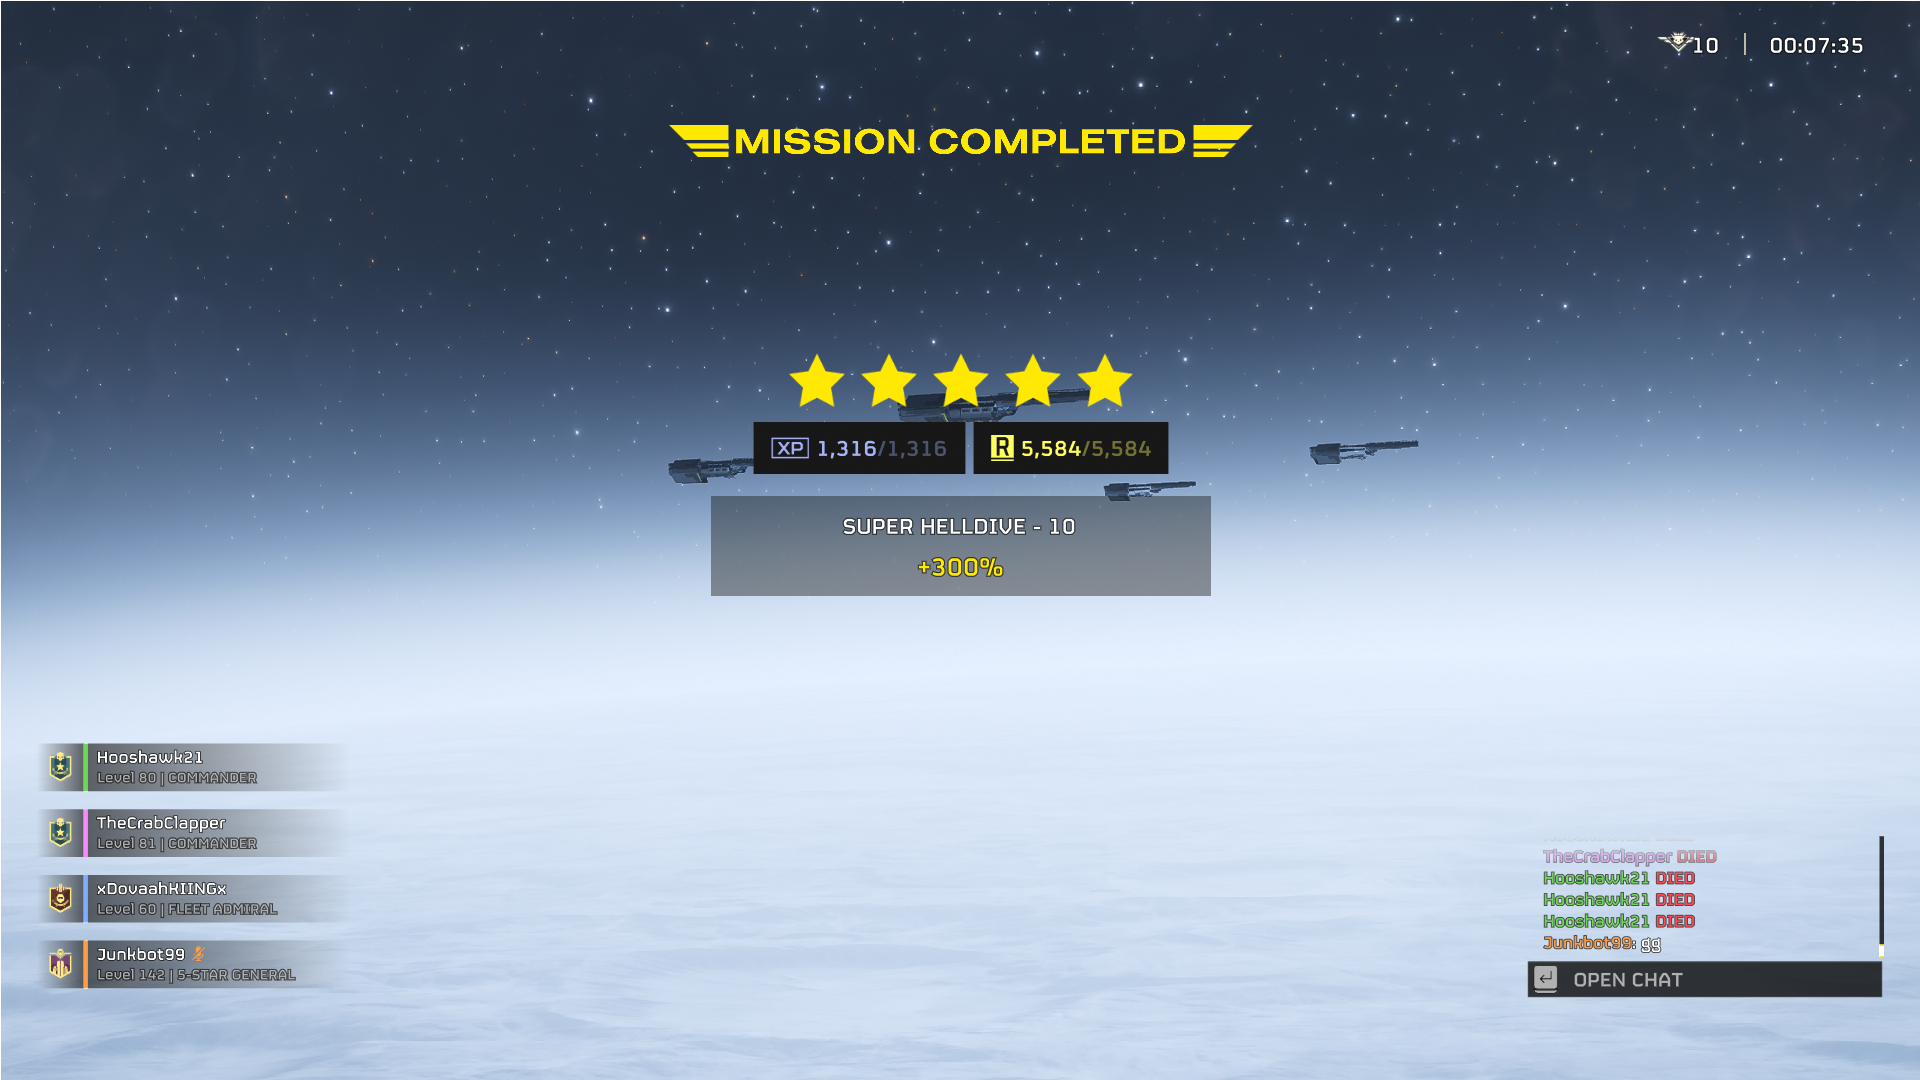 10 | 00:07:35
MISSION COMPLETED
XP 1,316/1,316 R 5,584/5,584
SUPER HELLDIVE - 10
+300%
Hooshawk21
Level 80 | COMMANDER
TheCrabClapper
Level 81 | COMMANDER
xDovaahKIINGx
Level 60 | FLEET ADMIRAL
Junkbot99
Level 142 | 5-STAR GENERAL
TheCrabClapper DIED
Hooshawk21 DIED
Hooshawk21 DIED
Hooshawk21 DIED
Junkbot99: gg
OPEN CHAT